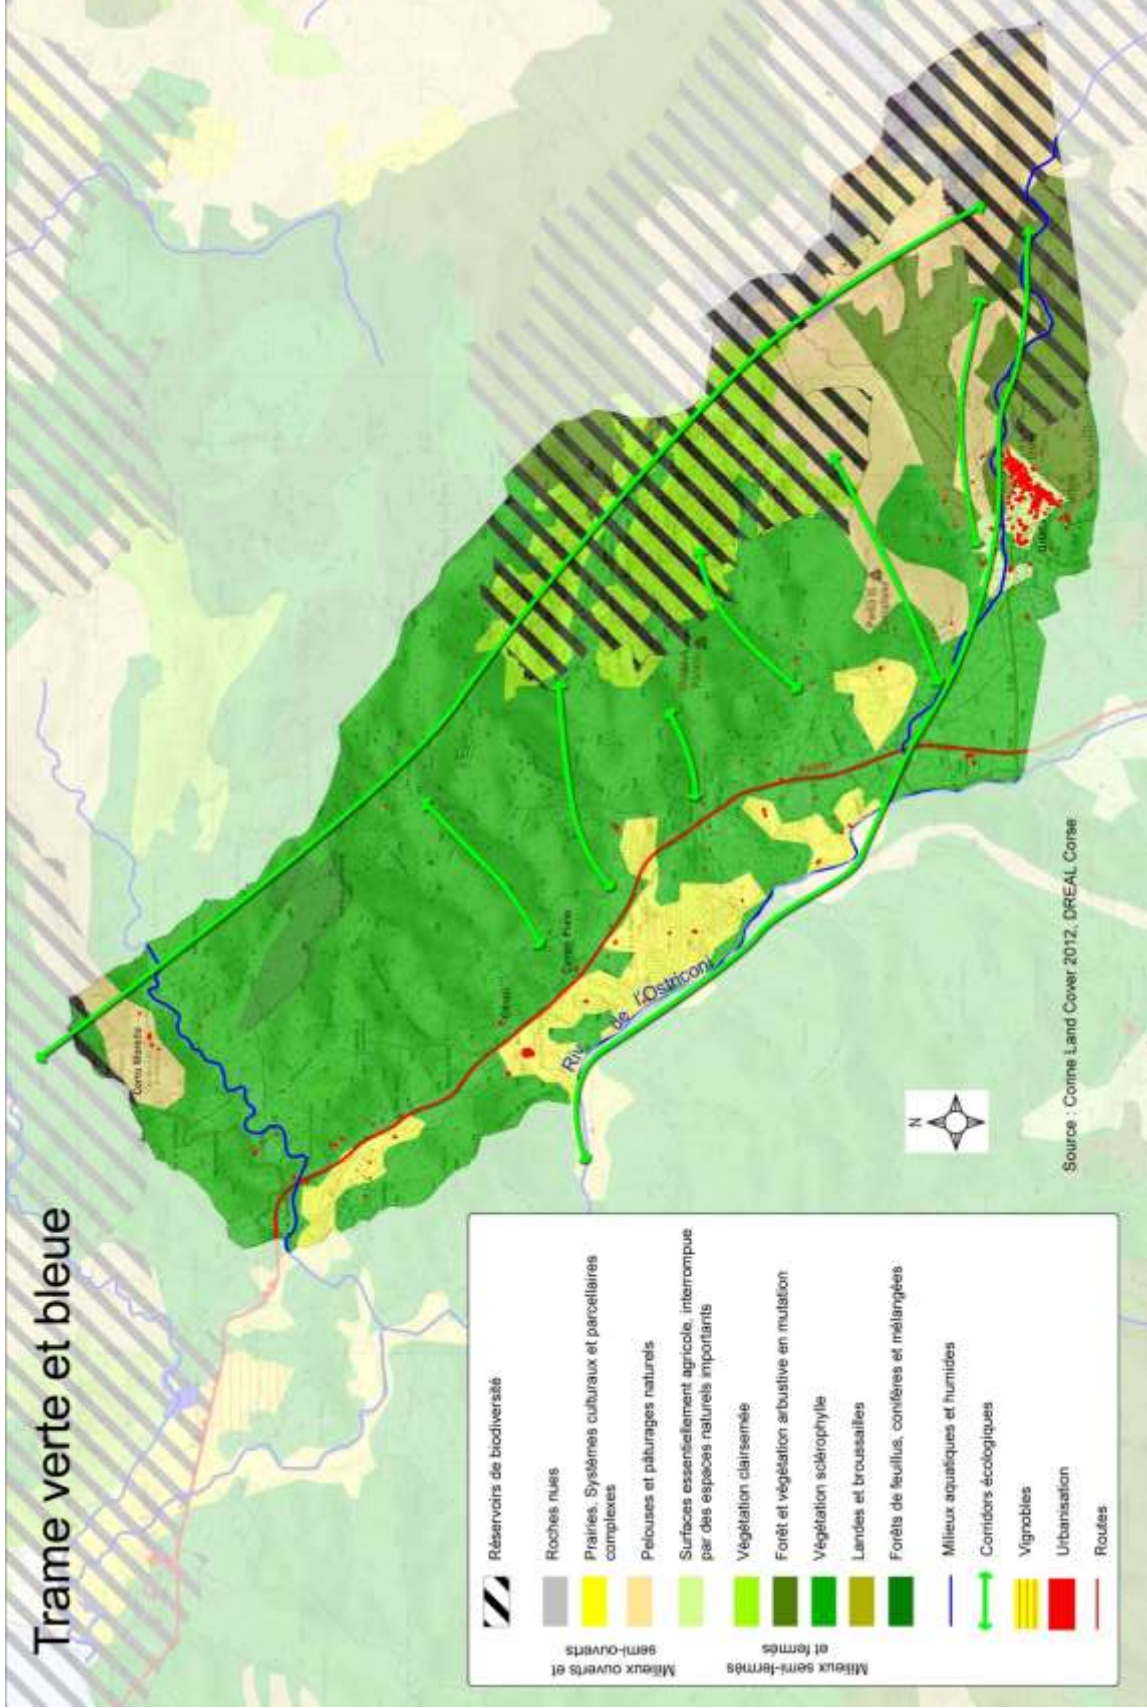 Trame verte et bleue
Corro Morello
Riv. de l'Ostriconi
N
Réservoirs de biodiversité
Milieux ouverts et
semi-ouverts
Roches nues
Prairies, Systèmes culturaux et parcellaires
complexes
Pelouses et pâturages naturels
Surfaces essentiellement agricole, interrompue
par des espaces naturels importants
Milieux semi-fermés
et fermés
Végétation clairsemée
Forêt et végétation arbustive en mutation
Végétation sclérophylle
Landes et broussailles
Forêts de feuillus, conifères et mélangées
Milieux aquatiques et humides
Corridors écologiques
Vignobles
Urbanisation
Routes
Source : Corine Land Cover 2012, DREAL Corse